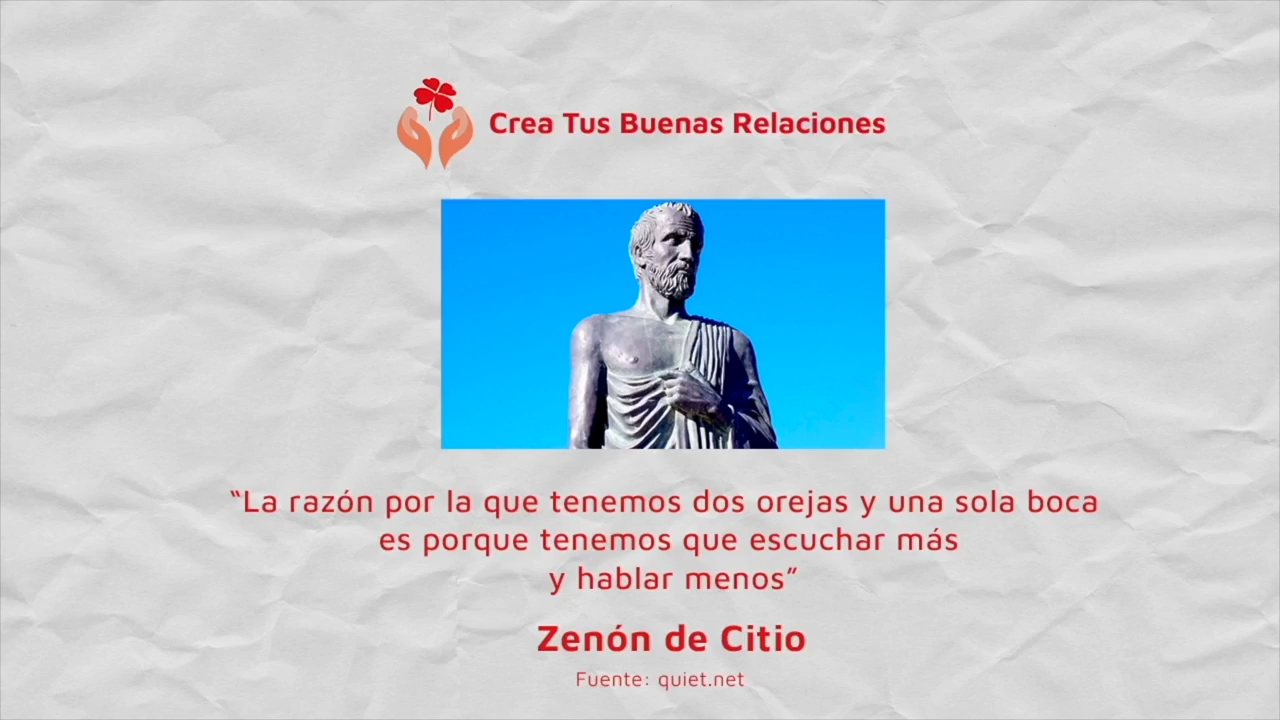 Crea Tus Buenas Relaciones
“La razón por la que tenemos dos orejas y una sola boca
es porque tenemos que escuchar más
y hablar menos”
Zenón de Citio
Fuente: quiet.net